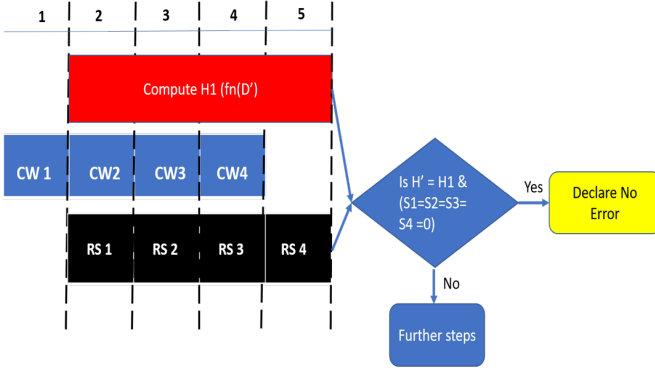 1 2 3 4 5
Compute H1 (fn(D')
CW 1 CW2 CW3 CW4
RS 1 RS 2 RS 3 RS 4
Is H' = H1 &
(S1=S2=S3=
S4 =0)
Yes
Declare No
Error
No
Further steps